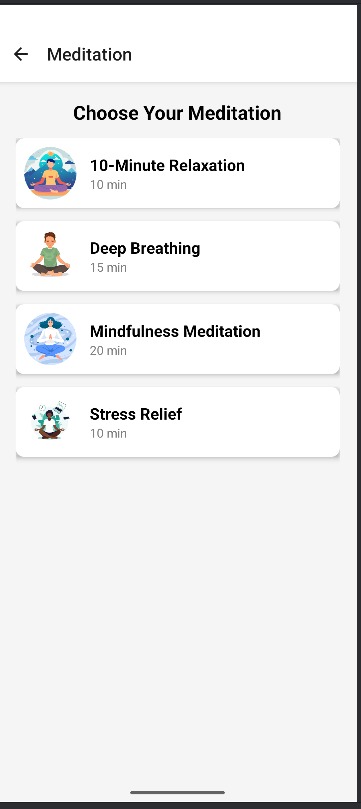 Meditation
Choose Your Meditation
10-Minute Relaxation
10 min
Deep Breathing
15 min
Mindfulness Meditation
20 min
Stress Relief
10 min